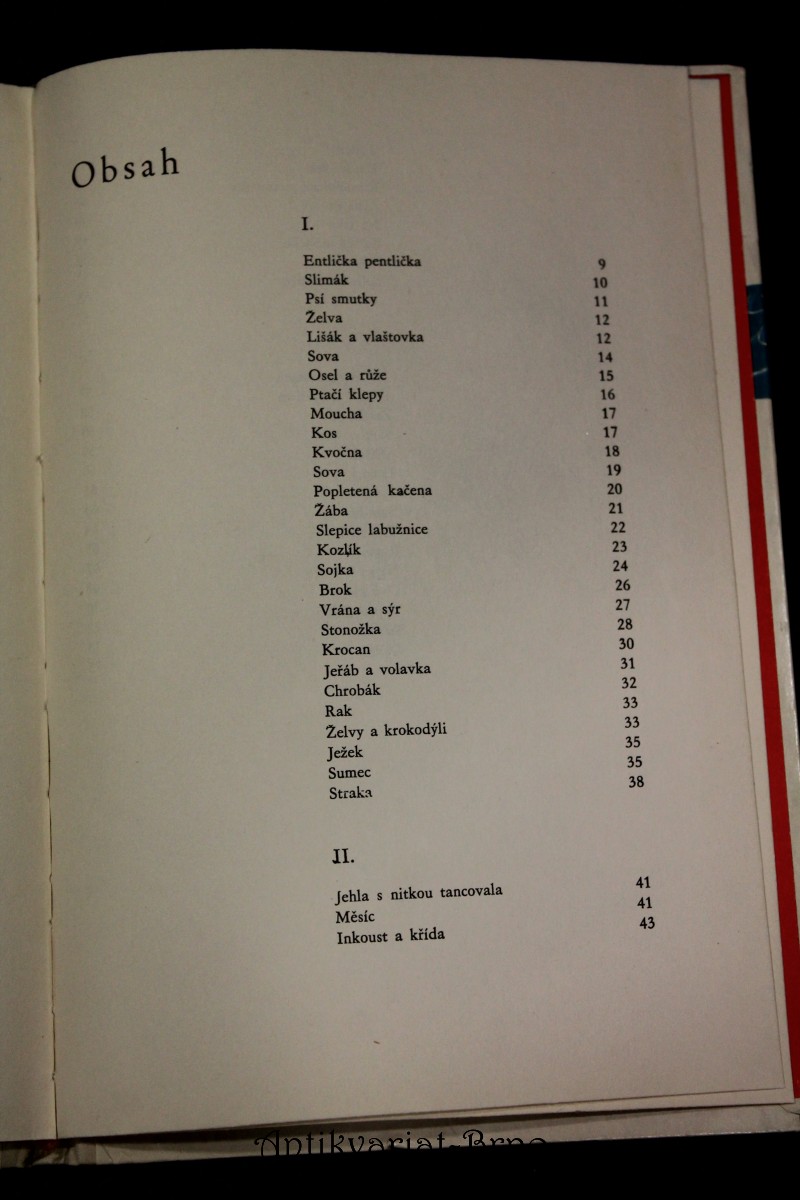 Obsah
I.
Entlička pentlička 9
Slimák 10
Psí smutky 11
Želva 12
Lišák a vlaštovka 12
Sova 14
Osel a růže 15
Ptačí klepy 16
Moucha 17
Kos 17
Kvočna 18
Sova 19
Popletená kačena 20
Žába 21
Slepice labužnice 22
Kozlík 23
Sojka 24
Brok 26
Vrána a sýr 27
Stonožka 28
Krocan 30
Jeřáb a volavka 31
Chrobák 32
Rak 33
Želvy a krokodýli 33
Ježek 35
Sumec 35
Straka 38
II.
Jehla s nitkou tancovala 41
Měsíc 41
Inkoust a křída 43
Antikvariat-Brno